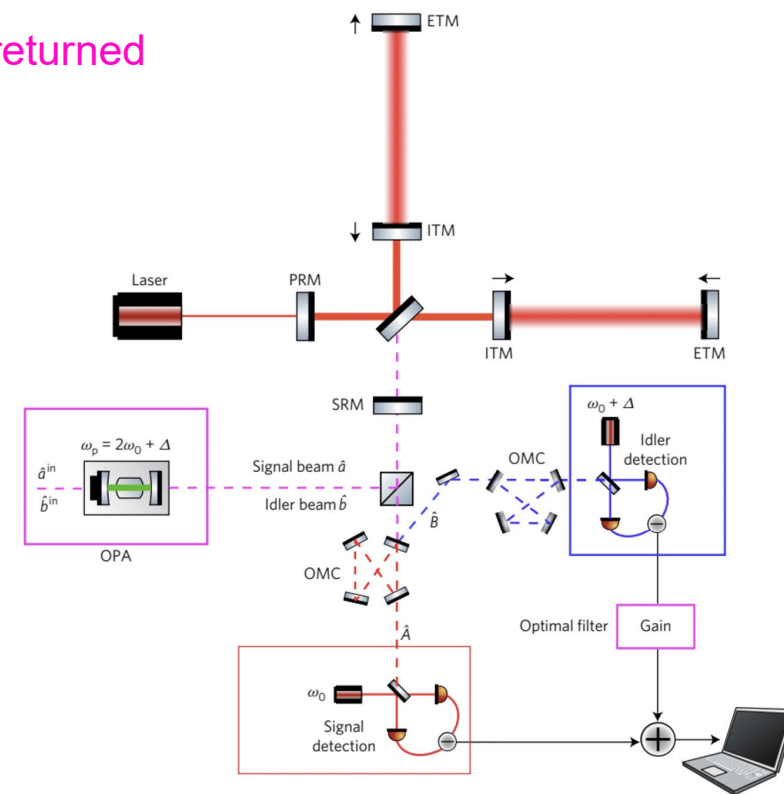 returned
ETM
ITM
Laser
PRM
ITM
ETM
SRM
ω₀ + Δ
Idler
detection
ωₚ = 2ω₀ + Δ
Signal beam â
OMC
âⁱⁿ
b̂ⁱⁿ
Idler beam b̂
B̂
OPA
OMC
Optimal filter
Gain
Â
ω₀
Signal
detection